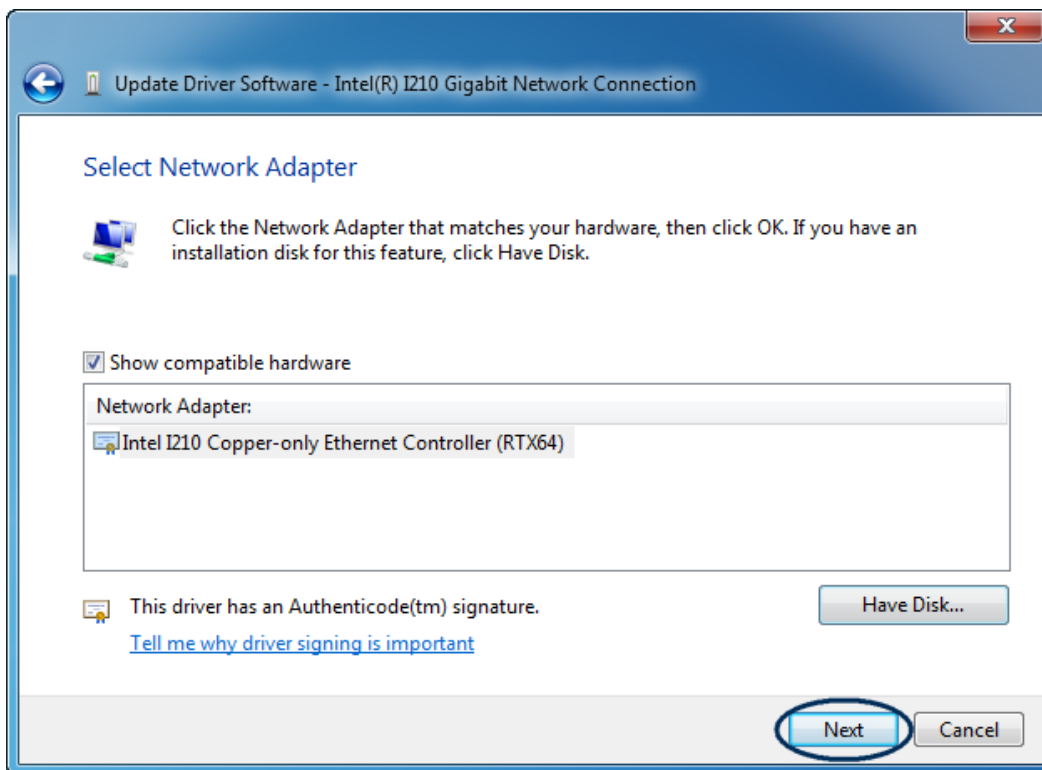 Update Driver Software - Intel(R) I210 Gigabit Network Connection
Select Network Adapter
Click the Network Adapter that matches your hardware, then click OK. If you have an
installation disk for this feature, click Have Disk.
Show compatible hardware
Network Adapter:
Intel I210 Copper-only Ethernet Controller (RTX64)
This driver has an Authenticode(tm) signature.
Have Disk...
Tell me why driver signing is important
Next
Cancel